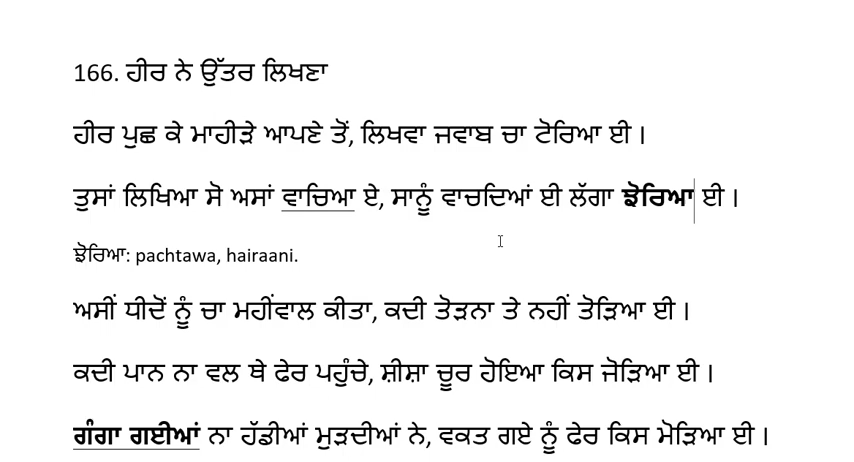 166. ਹੀਰ ਨੇ ਉੱਤਰ ਲਿਖਣਾ
ਹੀਰ ਪੁਛ ਕੇ ਮਾਹੀੜੇ ਆਪਣੇ ਤੋਂ, ਲਿਖਵਾ ਜਵਾਬ ਚਾ ਟੋਰਿਆ ਈ ।
ਤੁਸਾਂ ਲਿਖਿਆ ਸੋ ਅਸਾਂ ਵਾਚਿਆ ਏ, ਸਾਨੂੰ ਵਾਚਦਿਆਂ ਈ ਲੱਗਾ ਝੋਰਿਆ ਈ ।
ਝੋਰਿਆ: pachtawa, hairaani.
ਅਸੀਂ ਧੀਦੋਂ ਨੂੰ ਚਾ ਮਹੀਂਵਾਲ ਕੀਤਾ, ਕਦੀ ਤੋੜਨਾ ਤੇ ਨਹੀਂ ਤੋੜਿਆ ਈ ।
ਕਦੀ ਪਾਨ ਨਾ ਵਲ ਥੇ ਫੇਰ ਪਹੁੰਚੇ, ਸ਼ੀਸ਼ਾ ਚੂਰ ਹੋਇਆ ਕਿਸ ਜੋੜਿਆ ਈ ।
ਗੰਗਾ ਗਈਆਂ ਨਾ ਹੱਡੀਆਂ ਮੁੜਦੀਆਂ ਨੇ, ਵਕਤ ਗਏ ਨੂੰ ਫੇਰ ਕਿਸ ਮੋੜਿਆ ਈ ।